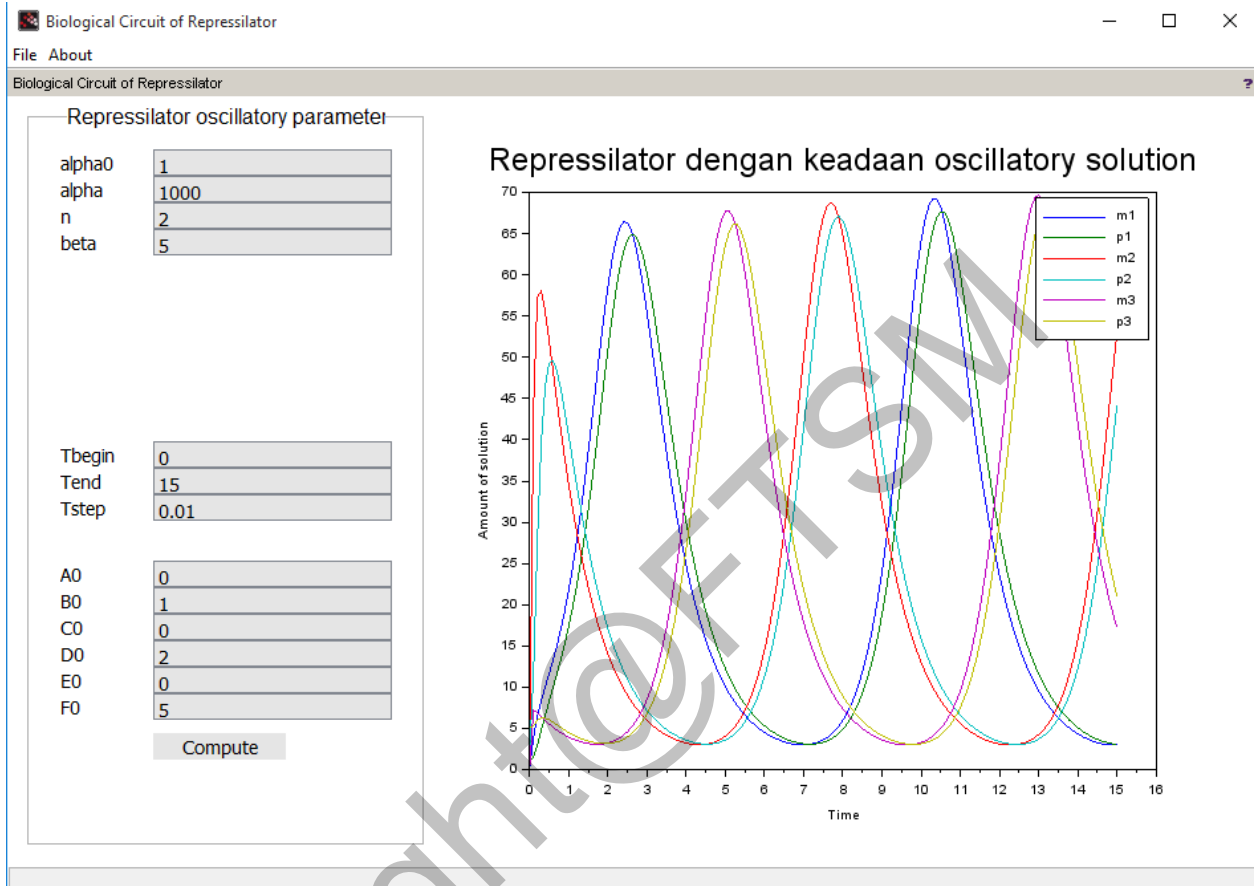 Biological Circuit of Repressilator
File About
Biological Circuit of Repressilator ?
Repressilator oscillatory parameter
alpha0 1
alpha 1000
n 2
beta 5
Tbegin 0
Tend 15
Tstep 0.01
A0 0
B0 1
C0 0
D0 2
E0 0
F0 5
Compute
Repressilator dengan keadaan oscillatory solution
70
65
60
55
50
45
40
35
30
25
20
15
10
5
0
Amount of solution
0 1 2 3 4 5 6 7 8 9 10 11 12 13 14 15 16
Time
m1
p1
m2
p2
m3
p3
ght@FTSM